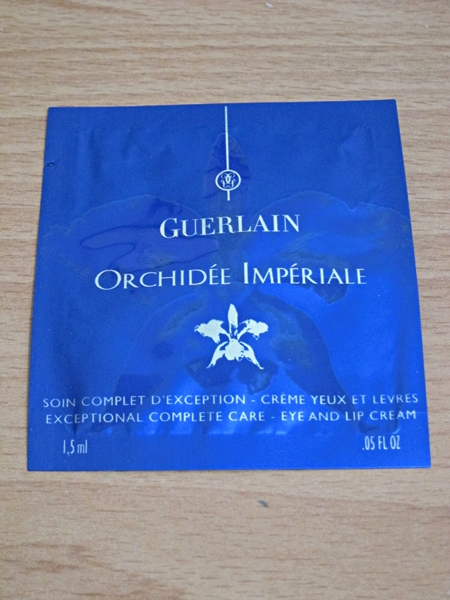 GUERLAIN
ORCHIDÉE IMPÉRIALE
SOIN COMPLET D'EXCEPTION - CRÈME YEUX ET LÈVRES
EXCEPTIONAL COMPLETE CARE - EYE AND LIP CREAM
1,5 ml .05 FL OZ